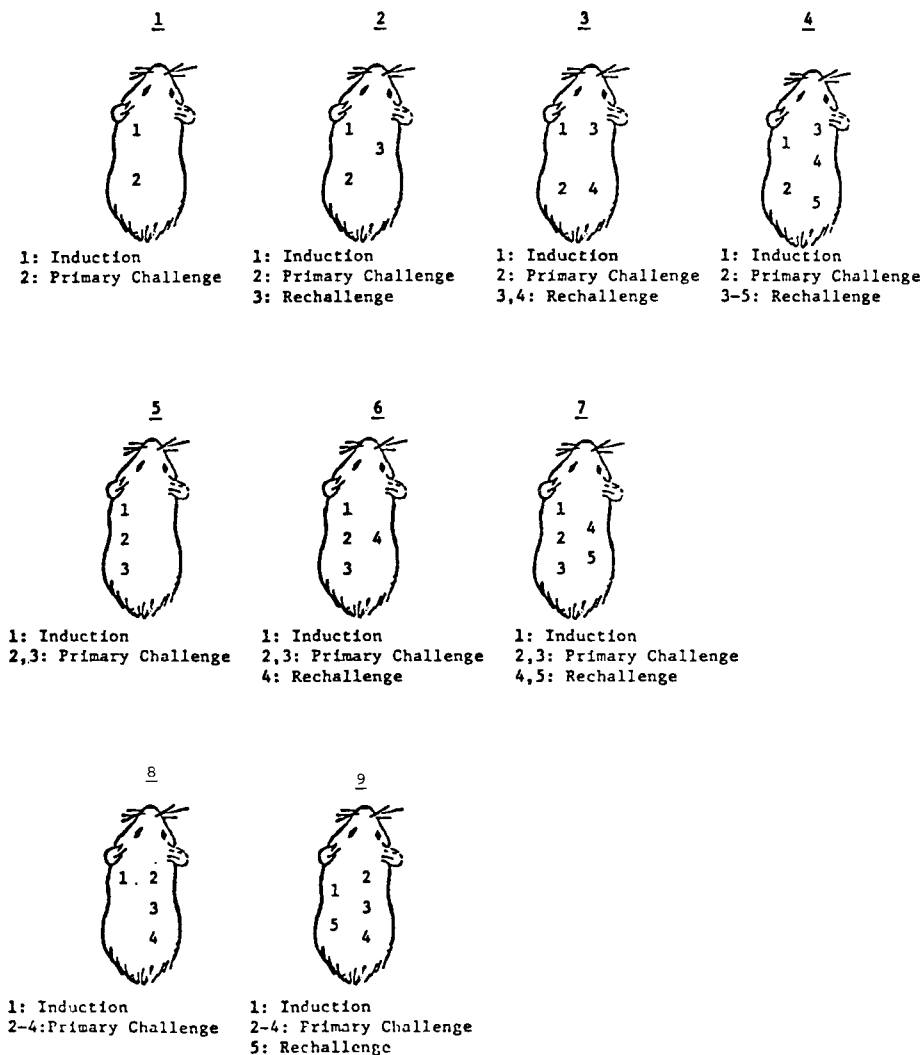 1
1
2
1: Induction
2: Primary Challenge
2
1
3
2
1: Induction
2: Primary Challenge
3: Rechallenge
3
1 3
2 4
1: Induction
2: Primary Challenge
3,4: Rechallenge
4
3
1
4
2
5
1: Induction
2: Primary Challenge
3-5: Rechallenge
5
1
2
3
1: Induction
2,3: Primary Challenge
6
1
2 4
3
1: Induction
2,3: Primary Challenge
4: Rechallenge
7
1
4
2
5
3
1: Induction
2,3: Primary Challenge
4,5: Rechallenge
8
1 . 2
3
4
1: Induction
2-4:Primary Challenge
9
2
1
3
5
4
1: Induction
2-4: Primary Challenge
5: Rechallenge